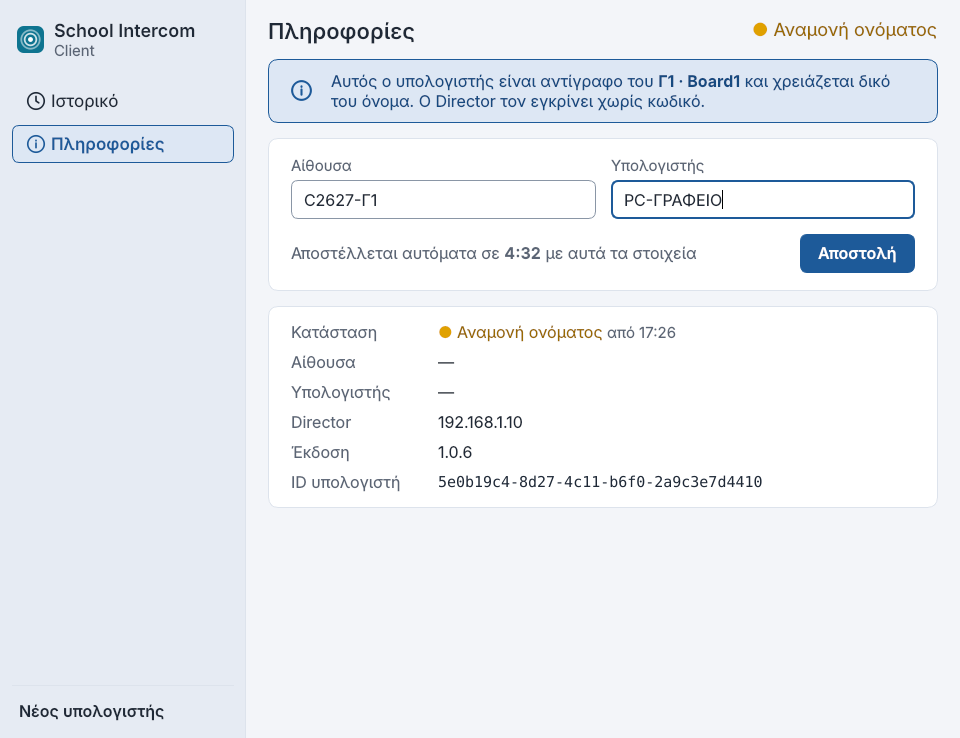 School Intercom
Client
Ιστορικό
Πληροφορίες
Νέος υπολογιστής
Πληροφορίες
Αναμονή ονόματος
Αυτός ο υπολογιστής είναι αντίγραφο του Γ1 · Board1 και χρειάζεται δικό
του όνομα. Ο Director τον εγκρίνει χωρίς κωδικό.
Αίθουσα
Υπολογιστής
C2627-Γ1
PC-ΓΡΑΦΕΙΟ
Αποστέλλεται αυτόματα σε 4:32 με αυτά τα στοιχεία
Αποστολή
Κατάσταση
Αναμονή ονόματος από 17:26
Αίθουσα
—
Υπολογιστής
—
Director
192.168.1.10
Έκδοση
1.0.6
ID υπολογιστή
5e0b19c4-8d27-4c11-b6f0-2a9c3e7d4410